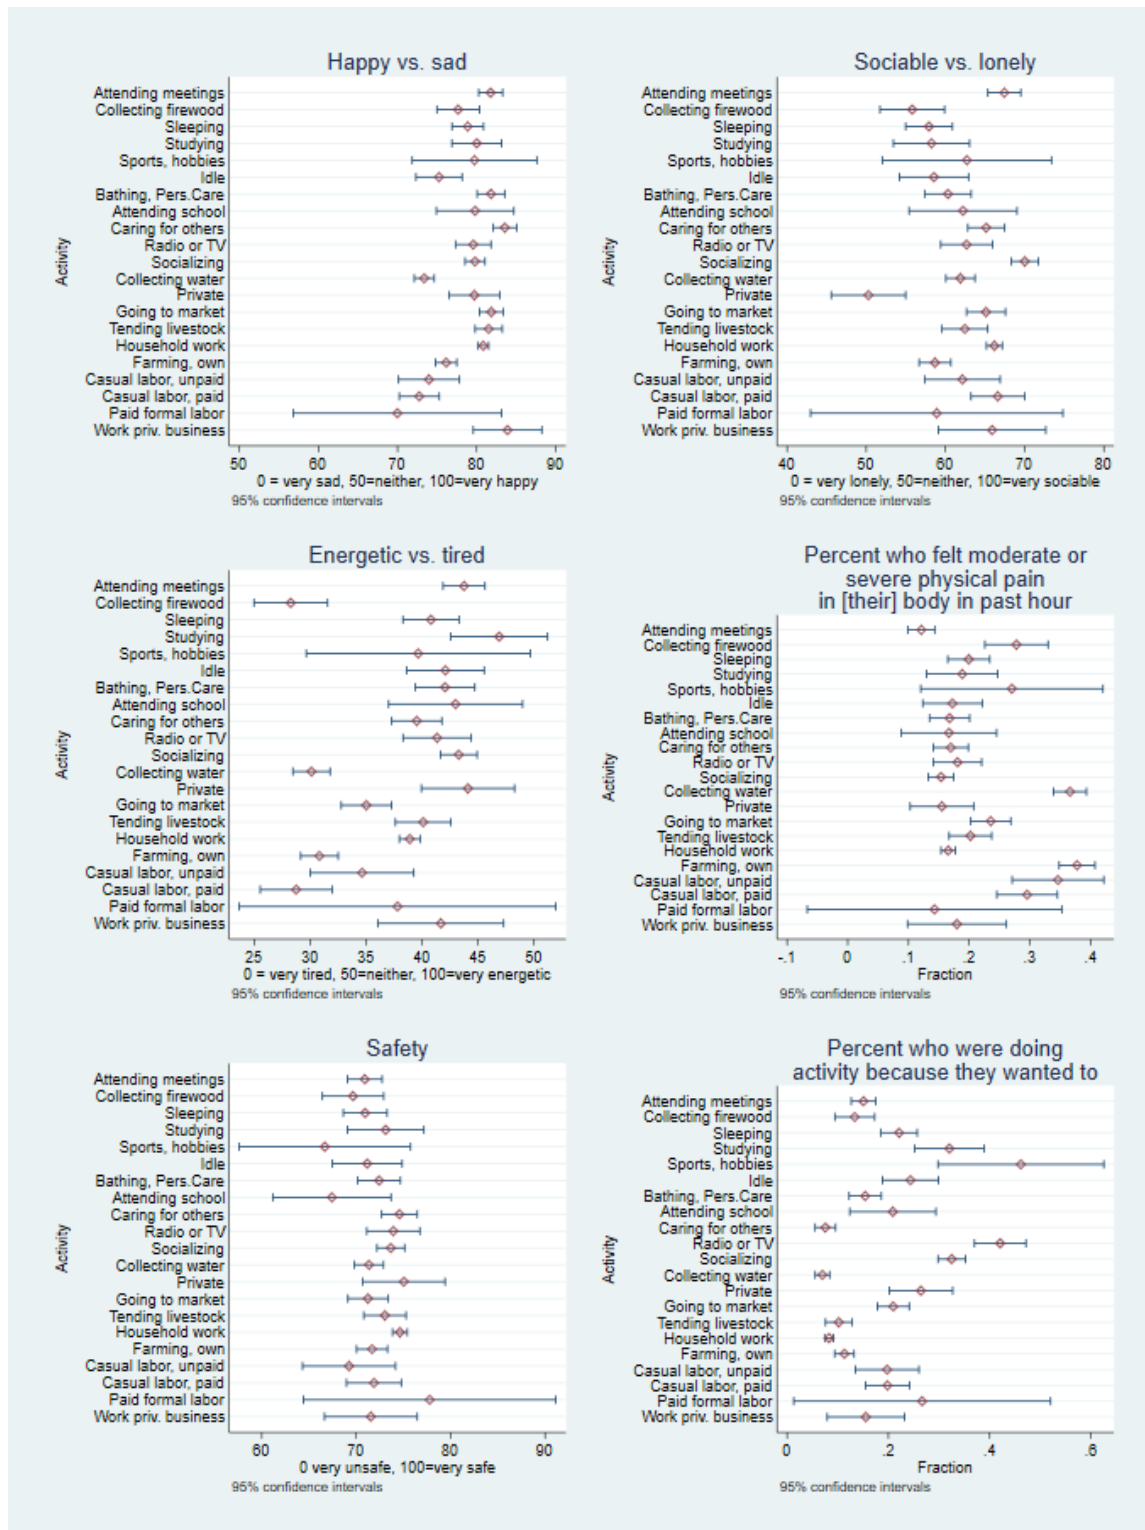 Happy vs. sad
Attending meetings
Collecting firewood
Sleeping
Studying
Sports, hobbies
Idle
Bathing, Pers.Care
Attending school
Caring for others
Radio or TV
Socializing
Collecting water
Private
Going to market
Tending livestock
Household work
Farming, own
Casual labor, unpaid
Casual labor, paid
Paid formal labor
Work priv. business
Activity
50 60 70 80 90
0 = very sad, 50=neither, 100=very happy
95% confidence intervals
Sociable vs. lonely
Attending meetings
Collecting firewood
Sleeping
Studying
Sports, hobbies
Idle
Bathing, Pers.Care
Attending school
Caring for others
Radio or TV
Socializing
Collecting water
Private
Going to market
Tending livestock
Household work
Farming, own
Casual labor, unpaid
Casual labor, paid
Paid formal labor
Work priv. business
Activity
40 50 60 70 80
0 = very lonely, 50=neither, 100=very sociable
95% confidence intervals
Energetic vs. tired
Attending meetings
Collecting firewood
Sleeping
Studying
Sports, hobbies
Idle
Bathing, Pers.Care
Attending school
Caring for others
Radio or TV
Socializing
Collecting water
Private
Going to market
Tending livestock
Household work
Farming, own
Casual labor, unpaid
Casual labor, paid
Paid formal labor
Work priv. business
Activity
25 30 35 40 45 50
0 = very tired, 50=neither, 100=very energetic
95% confidence intervals
Percent who felt moderate or
severe physical pain
in [their] body in past hour
Attending meetings
Collecting firewood
Sleeping
Studying
Sports, hobbies
Idle
Bathing, Pers.Care
Attending school
Caring for others
Radio or TV
Socializing
Collecting water
Private
Going to market
Tending livestock
Household work
Farming, own
Casual labor, unpaid
Casual labor, paid
Paid formal labor
Work priv. business
Activity
-.1 0 .1 .2 .3 .4
Fraction
95% confidence intervals
Safety
Attending meetings
Collecting firewood
Sleeping
Studying
Sports, hobbies
Idle
Bathing, Pers.Care
Attending school
Caring for others
Radio or TV
Socializing
Collecting water
Private
Going to market
Tending livestock
Household work
Farming, own
Casual labor, unpaid
Casual labor, paid
Paid formal labor
Work priv. business
Activity
60 70 80 90
0 very unsafe, 100=very safe
95% confidence intervals
Percent who were doing
activity because they wanted to
Attending meetings
Collecting firewood
Sleeping
Studying
Sports, hobbies
Idle
Bathing, Pers.Care
Attending school
Caring for others
Radio or TV
Socializing
Collecting water
Private
Going to market
Tending livestock
Household work
Farming, own
Casual labor, unpaid
Casual labor, paid
Paid formal labor
Work priv. business
Activity
0 .2 .4 .6
Fraction
95% confidence intervals